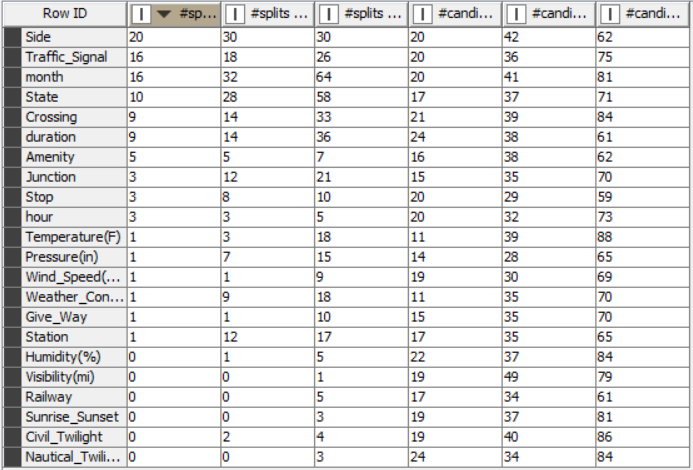 Row ID #sp... #splits ... #splits ... #candi... #candi... #candi...
Side 20 30 30 20 42 62
Traffic_Signal 16 18 26 20 36 75
month 16 32 64 20 41 81
State 10 28 58 17 37 71
Crossing 9 14 33 21 39 84
duration 9 14 36 24 38 61
Amenity 5 5 7 16 38 62
Junction 3 12 21 15 35 70
Stop 3 8 10 20 29 59
hour 3 3 5 20 32 73
Temperature(F) 1 3 18 11 39 88
Pressure(in) 1 7 15 14 28 65
Wind_Speed(... 1 1 9 19 30 69
Weather_Con... 1 9 18 11 35 70
Give_Way 1 1 10 15 35 70
Station 1 12 17 17 35 65
Humidity(%) 0 1 5 22 37 84
Visibility(mi) 0 0 1 19 49 79
Railway 0 0 5 17 34 61
Sunrise_Sunset 0 0 3 19 37 81
Civil_Twilight 0 2 4 19 40 86
Nautical_Twili... 0 0 3 24 34 84